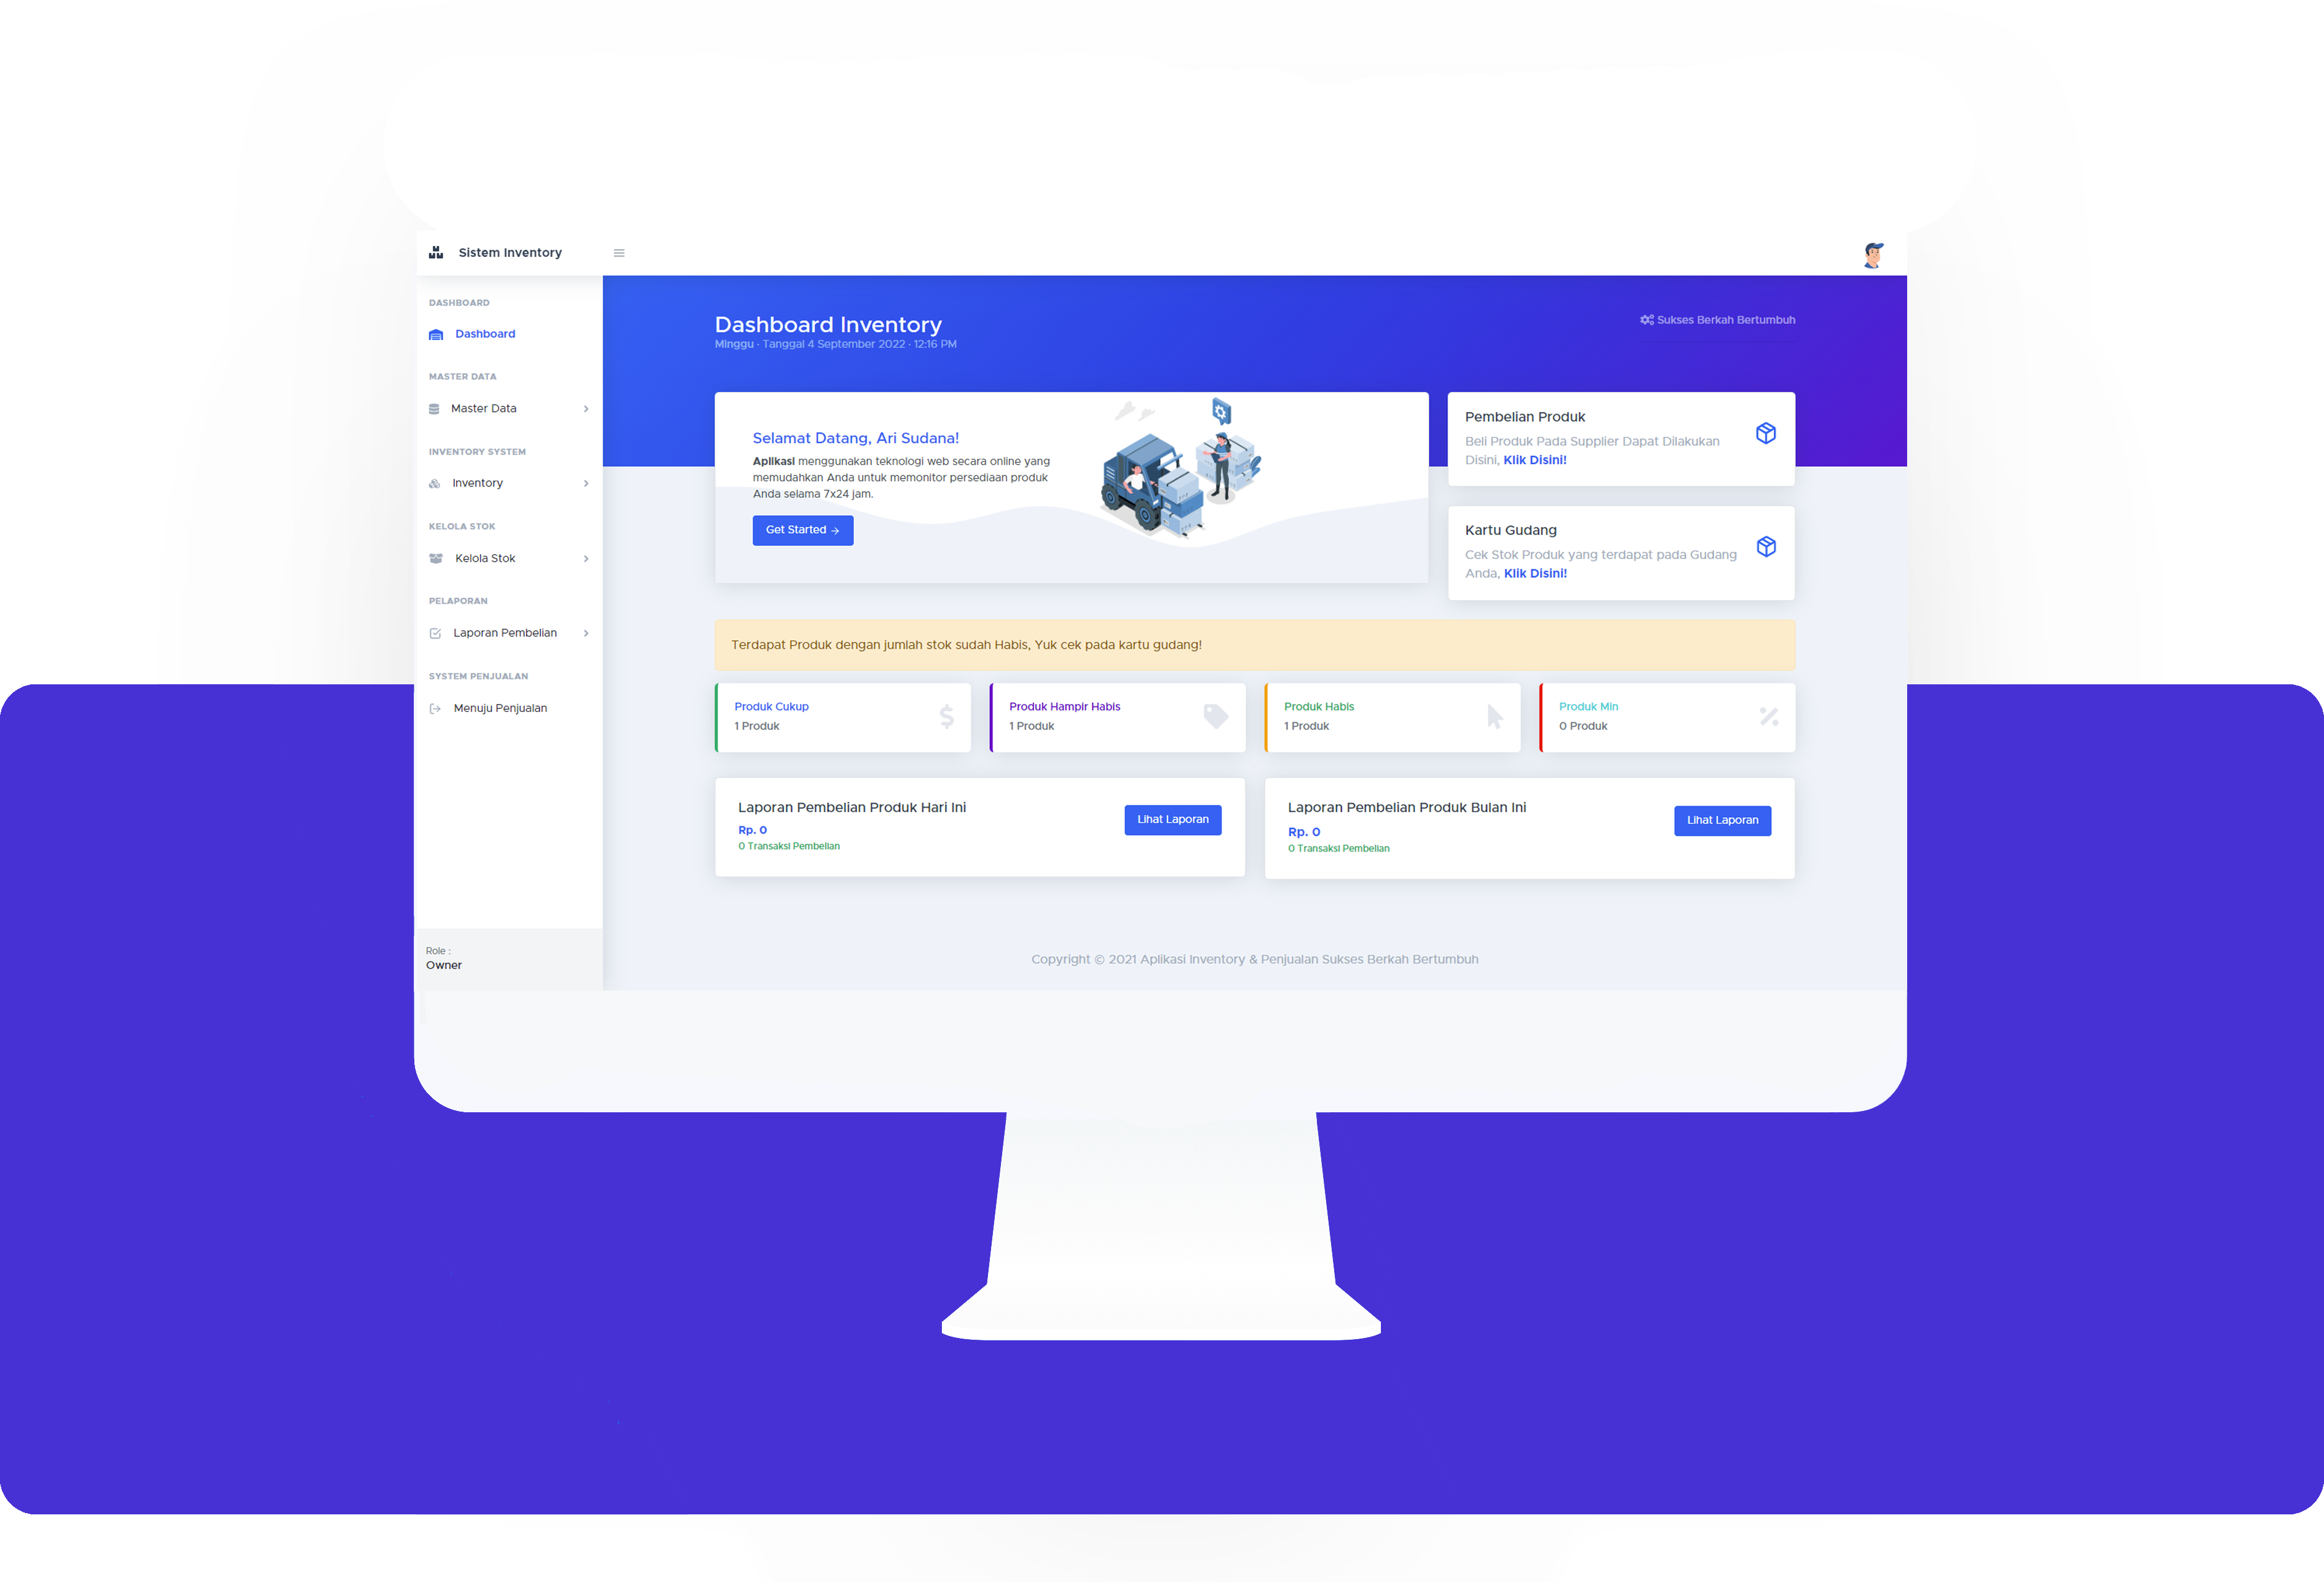 Sistem Inventory
DASHBOARD
Dashboard
MASTER DATA
Master Data
INVENTORY SYSTEM
Inventory
KELOLA STOK
Kelola Stok
PELAPORAN
Laporan Pembelian
SYSTEM PENJUALAN
Menuju Penjualan
Role :
Owner
Dashboard Inventory
Minggu · Tanggal 4 September 2022 · 12:16 PM
Sukses Berkah Bertumbuh
Selamat Datang, Ari Sudana!
Aplikasi menggunakan teknologi web secara online yang
memudahkan Anda untuk memonitor persediaan produk
Anda selama 7x24 jam.
Get Started →
Pembelian Produk
Beli Produk Pada Supplier Dapat Dilakukan
Disini, Klik Disini!
Kartu Gudang
Cek Stok Produk yang terdapat pada Gudang
Anda, Klik Disini!
Terdapat Produk dengan jumlah stok sudah Habis, Yuk cek pada kartu gudang!
Produk Cukup
1 Produk
Produk Hampir Habis
1 Produk
Produk Habis
1 Produk
Produk Min
0 Produk
Laporan Pembelian Produk Hari Ini
Rp. 0
0 Transaksi Pembelian
Lihat Laporan
Laporan Pembelian Produk Bulan Ini
Rp. 0
0 Transaksi Pembelian
Lihat Laporan
Copyright © 2021 Aplikasi Inventory & Penjualan Sukses Berkah Bertumbuh